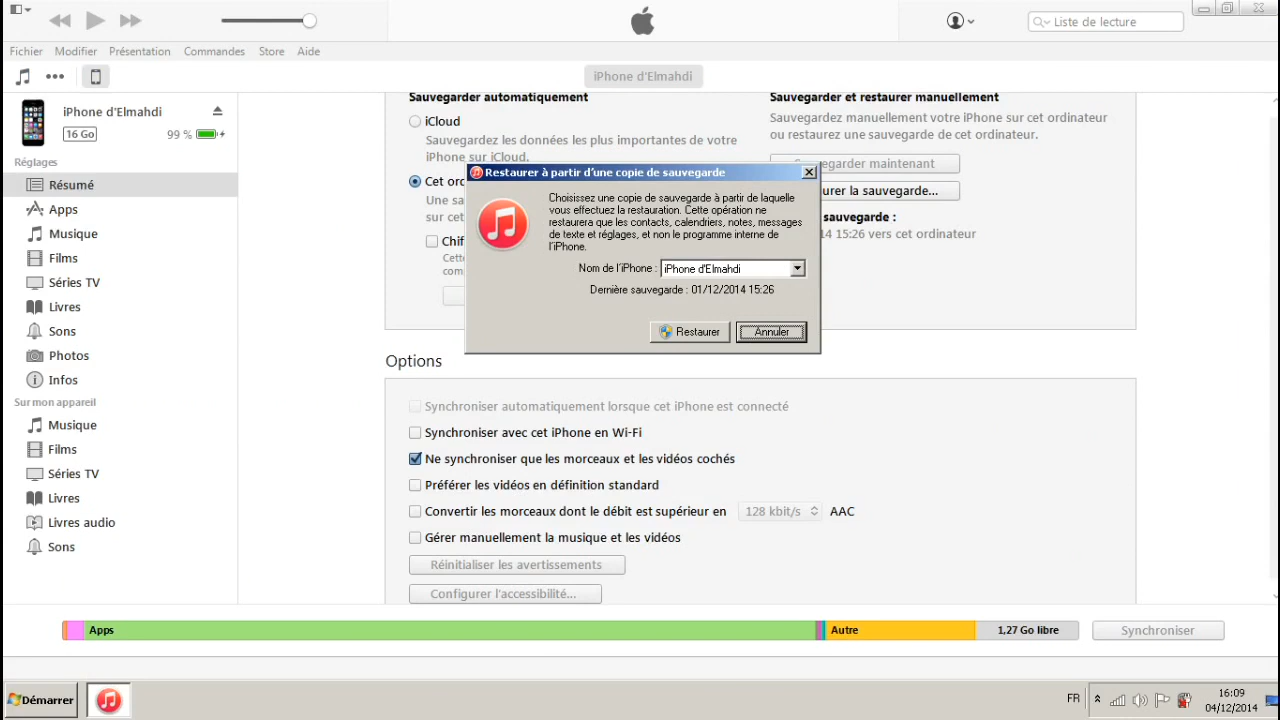 Liste de lecture
Fichier Modifier Présentation Commandes Store Aide
iPhone d'Elmahdi
iPhone d'Elmahdi
16 Go 99 %
Réglages
Résumé
Apps
Musique
Films
Séries TV
Livres
Sons
Photos
Infos
Sur mon appareil
Musique
Films
Séries TV
Livres
Livres audio
Sons
Sauvegarder automatiquement
iCloud
Sauvegardez les données les plus importantes de votre
iPhone sur iCloud.
Cet ord
Une sa
sur cet
Chif
Cette
com
Sauvegarder et restaurer manuellement
Sauvegardez manuellement votre iPhone sur cet ordinateur
ou restaurez une sauvegarde de cet ordinateur.
Sauvegarder maintenant
urer la sauvegarde...
sauvegarde :
14 15:26 vers cet ordinateur
Restaurer à partir d'une copie de sauvegarde
Choisissez une copie de sauvegarde à partir de laquelle
vous effectuez la restauration. Cette opération ne
restaurera que les contacts, calendriers, notes, messages
de texte et réglages, et non le programme interne de
l'iPhone.
Nom de l'iPhone : iPhone d'Elmahdi
Dernière sauvegarde : 01/12/2014 15:26
Restaurer Annuler
Options
Synchroniser automatiquement lorsque cet iPhone est connecté
Synchroniser avec cet iPhone en Wi-Fi
Ne synchroniser que les morceaux et les vidéos cochés
Préférer les vidéos en définition standard
Convertir les morceaux dont le débit est supérieur en 128 kbit/s AAC
Gérer manuellement la musique et les vidéos
Réinitialiser les avertissements
Configurer l'accessibilité...
Apps Autre 1,27 Go libre Synchroniser
Démarrer FR 16:09
04/12/2014